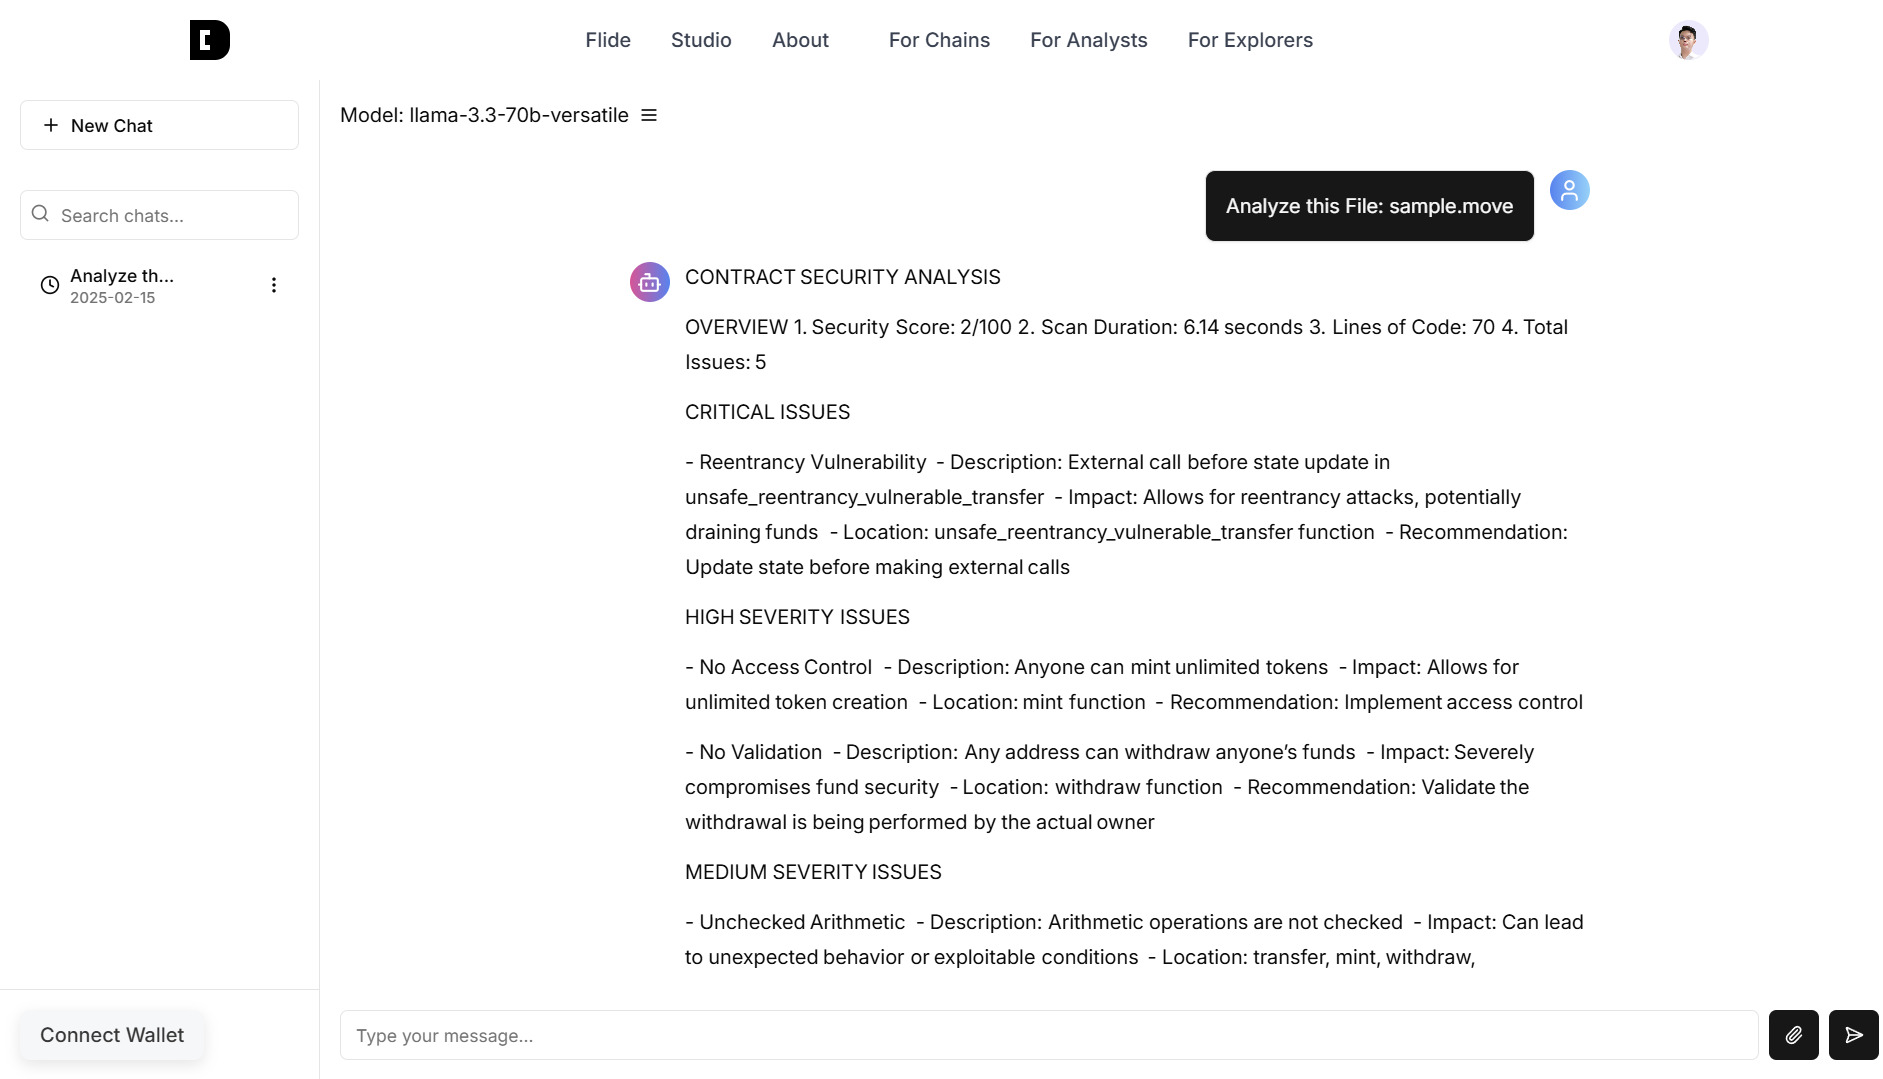 Flide Studio About For Chains For Analysts For Explorers
New Chat
Search chats...
Analyze th...
2025-02-15
Connect Wallet
Model: llama-3.3-70b-versatile
Analyze this File: sample.move
CONTRACT SECURITY ANALYSIS
OVERVIEW 1. Security Score: 2/100 2. Scan Duration: 6.14 seconds 3. Lines of Code: 70 4. Total
Issues: 5
CRITICAL ISSUES
- Reentrancy Vulnerability - Description: External call before state update in
unsafe_reentrancy_vulnerable_transfer - Impact: Allows for reentrancy attacks, potentially
draining funds - Location: unsafe_reentrancy_vulnerable_transfer function - Recommendation:
Update state before making external calls
HIGH SEVERITY ISSUES
- No Access Control - Description: Anyone can mint unlimited tokens - Impact: Allows for
unlimited token creation - Location: mint function - Recommendation: Implement access control
- No Validation - Description: Any address can withdraw anyone’s funds - Impact: Severely
compromises fund security - Location: withdraw function - Recommendation: Validate the
withdrawal is being performed by the actual owner
MEDIUM SEVERITY ISSUES
- Unchecked Arithmetic - Description: Arithmetic operations are not checked - Impact: Can lead
to unexpected behavior or exploitable conditions - Location: transfer, mint, withdraw,
Type your message...